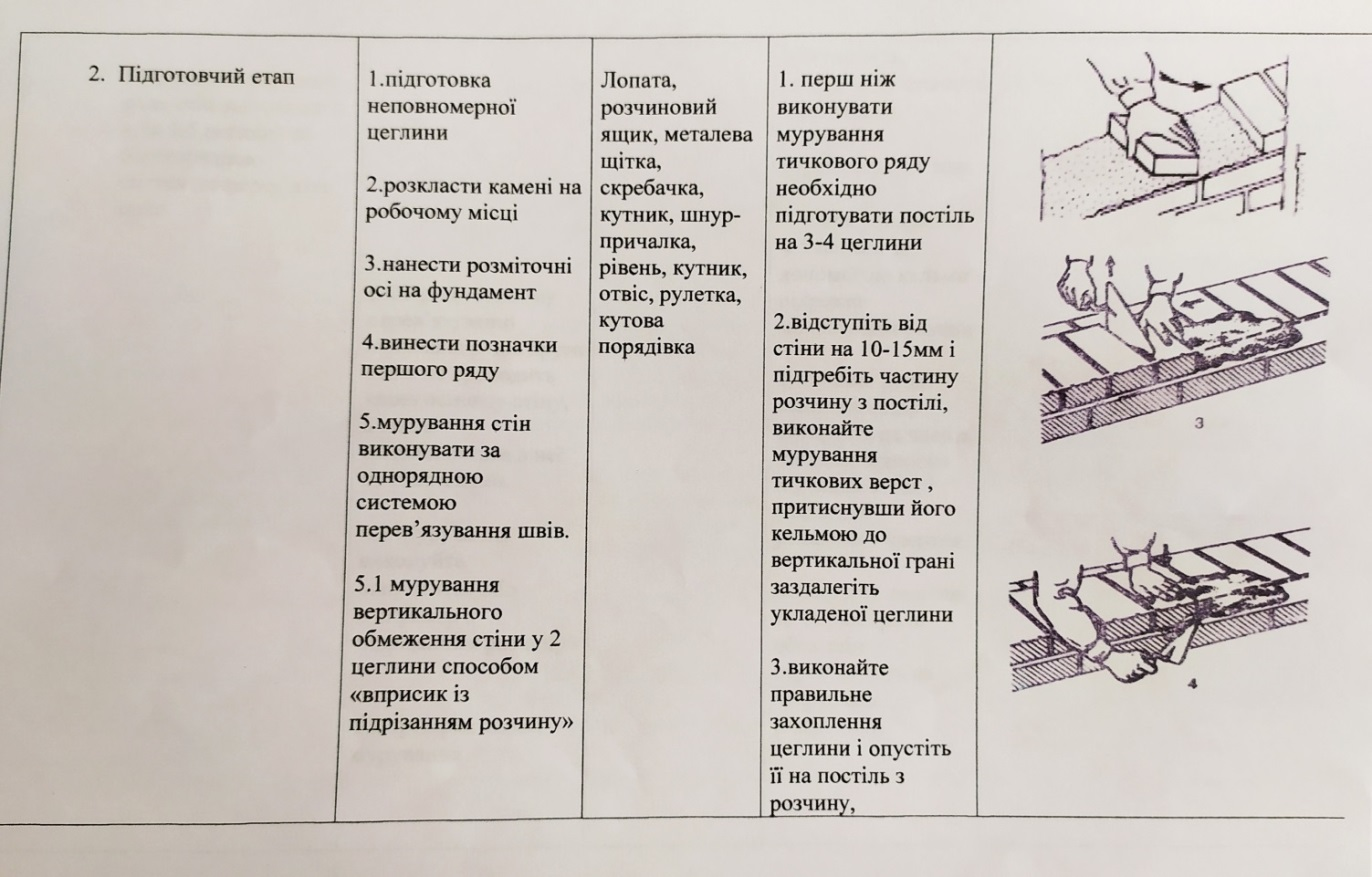 2. Підготовчий етап
1.підготовка
неповномерної
цеглини
2.розкласти камені на
робочому місці
3.нанести розміточні
осі на фундамент
4.винести позначки
першого ряду
5.мурування стін
виконувати за
однорядною
системою
перев’язування швів.
5.1 мурування
вертикального
обмеження стіни у 2
цеглини способом
«вприсик із
підрізанням розчину»
Лопата,
розчиновий
ящик, металева
щітка,
скребачка,
кутник, шнур-
причалка,
рівень, кутник,
отвіс, рулетка,
кутова
порядівка
1. перш ніж
виконувати
мурування
тичкового ряду
необхідно
підготувати постіль
на 3-4 цеглини
2.відступіть від
стіни на 10-15мм і
підгребіть частину
розчину з постілі,
виконайте
мурування
тичкових верст ,
притиснувши його
кельмою до
вертикальної грані
заздалегіть
укладеної цеглини
3.виконайте
правильне
захоплення
цеглини і опустіть
її на постіль з
розчину,
3
4